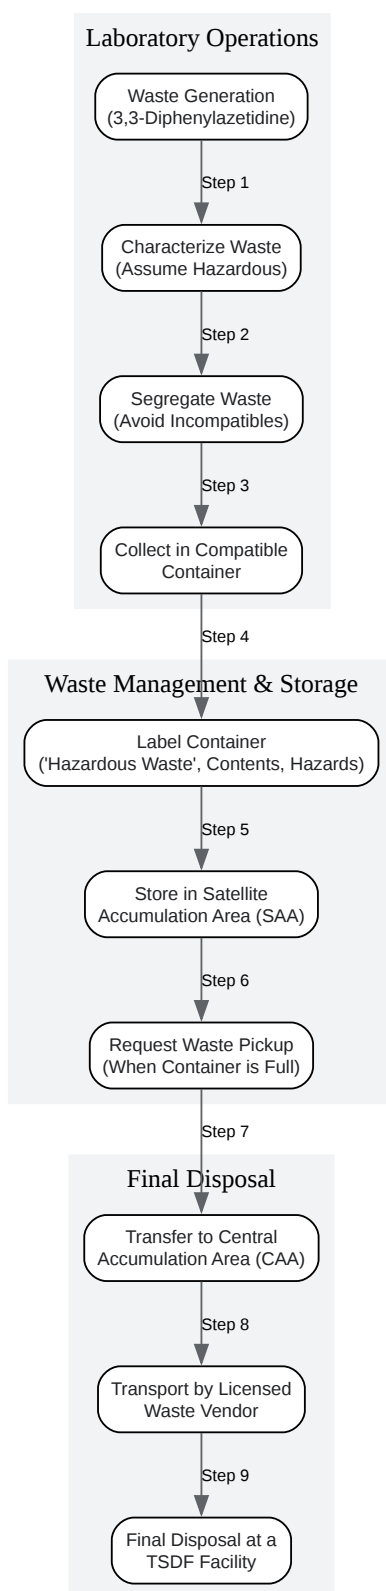 Laboratory Operations
Waste Generation
(3,3-Diphenylazetidine)
Step 1
Characterize Waste
(Assume Hazardous)
Step 2
Segregate Waste
(Avoid Incompatibles)
Step 3
Collect in Compatible
Container
Step 4
Waste Management & Storage
Label Container
('Hazardous Waste', Contents, Hazards)
Step 5
Store in Satellite
Accumulation Area (SAA)
Step 6
Request Waste Pickup
(When Container is Full)
Step 7
Final Disposal
Transfer to Central
Accumulation Area (CAA)
Step 8
Transport by Licensed
Waste Vendor
Step 9
Final Disposal at a
TSDF Facility